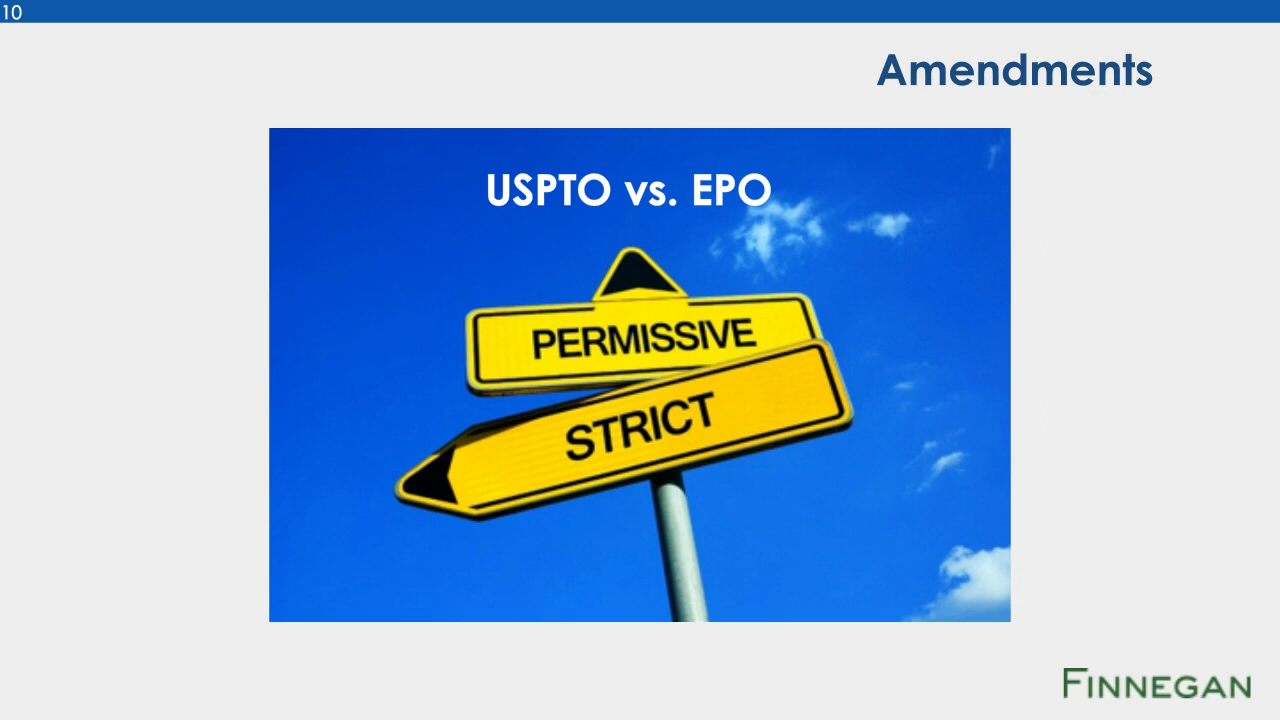 10
Amendments
USPTO vs. EPO
PERMISSIVE
STRICT
FINNEGAN